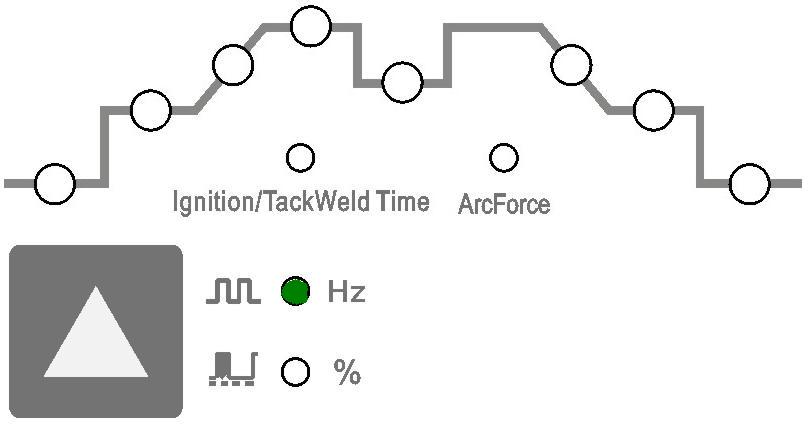 Ignition/TackWeld Time
ArcForce
Hz
%